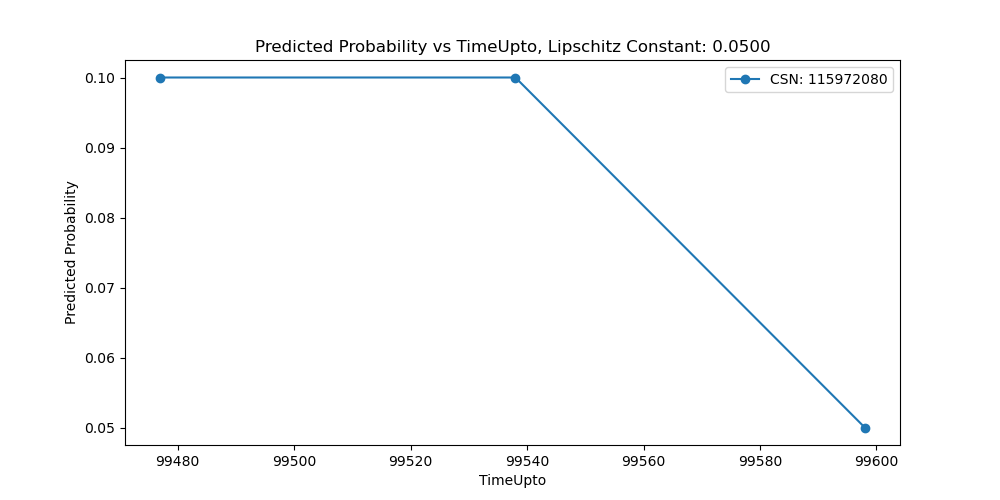 Predicted Probability vs TimeUpto, Lipschitz Constant: 0.0500
CSN: 115972080
Predicted Probability
0.10
0.09
0.08
0.07
0.06
0.05
99480 99500 99520 99540 99560 99580 99600
TimeUpto